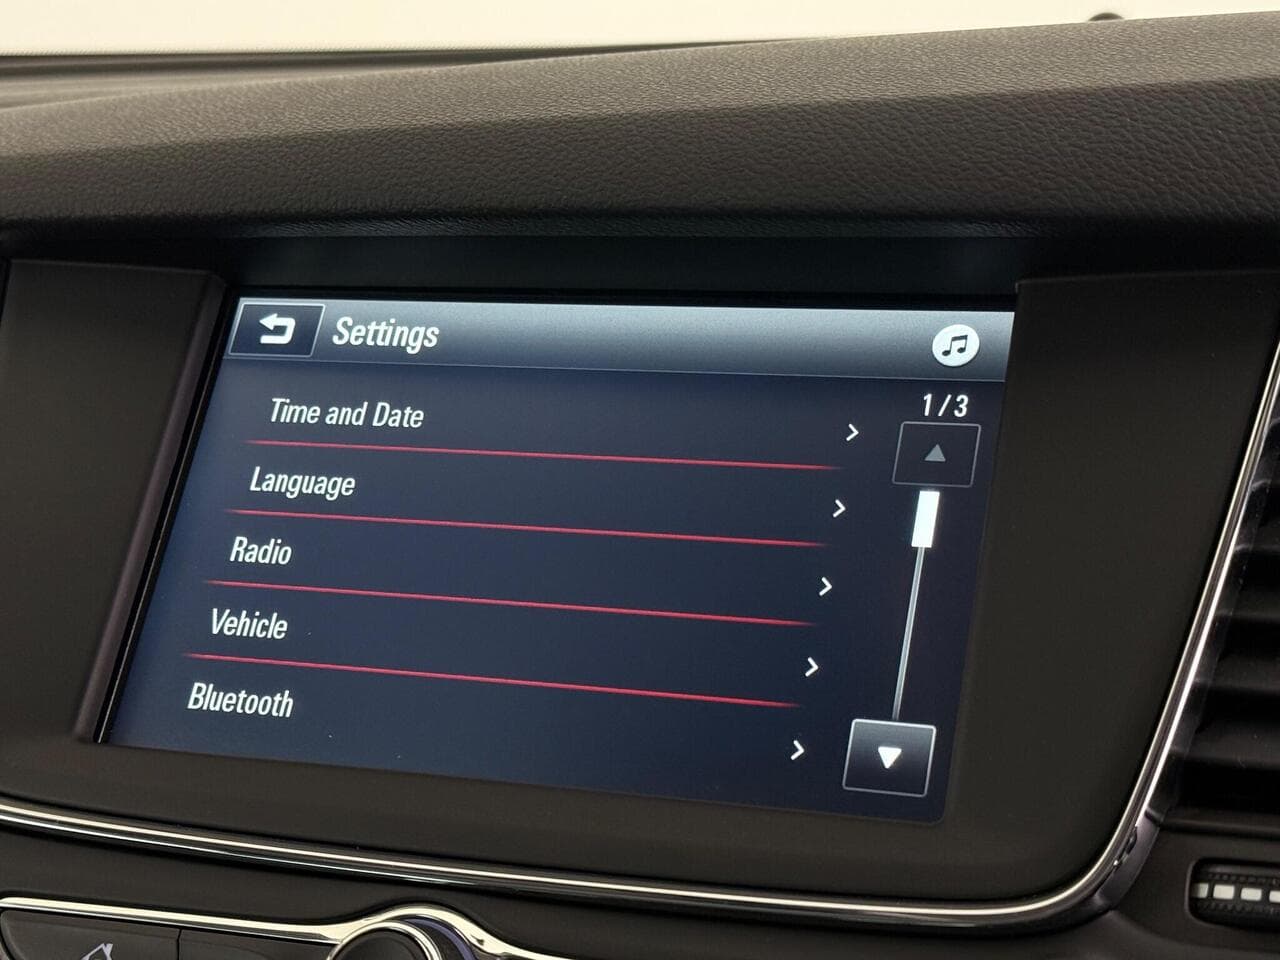 Settings
1/3
Time and Date
Language
Radio
Vehicle
Bluetooth